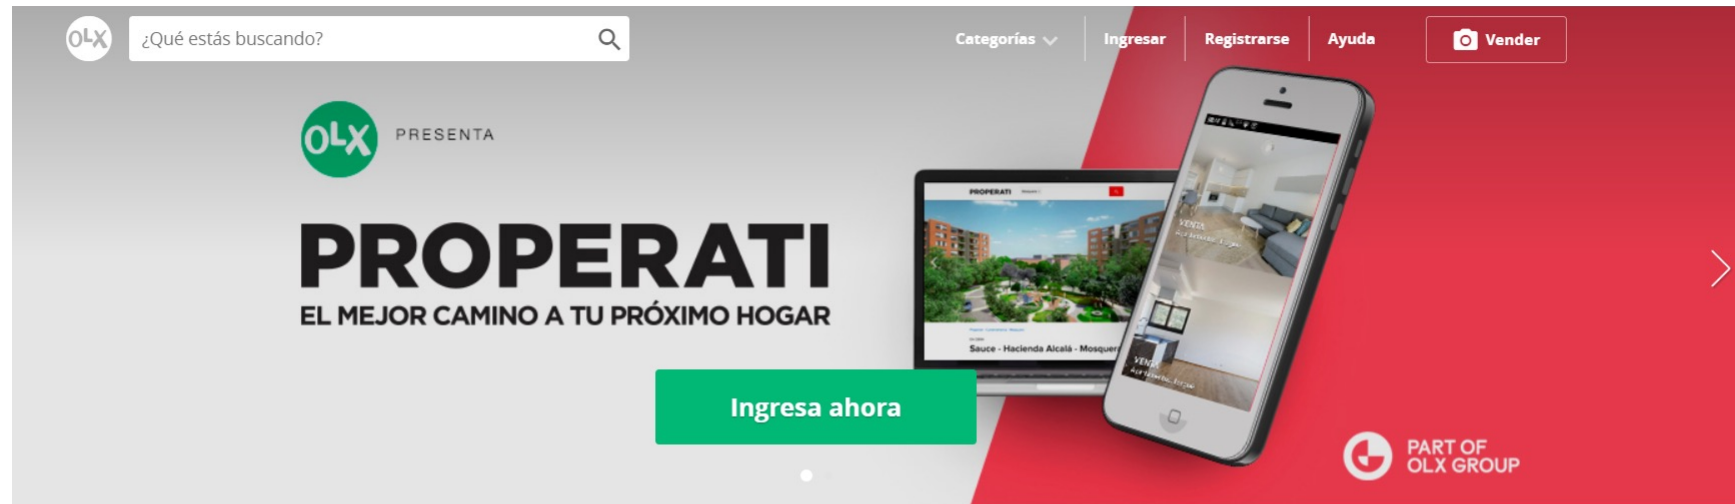 OLX
¿Qué estás buscando?
Categorías
Ingresar
Registrarse
Ayuda
Vender
OLX PRESENTA
PROPERATI
EL MEJOR CAMINO A TU PRÓXIMO HOGAR
PROPERATI
Sauce - Hacienda Alcalá - Mosquer
VENTA
VENTA
Ingresa ahora
PART OF
OLX GROUP